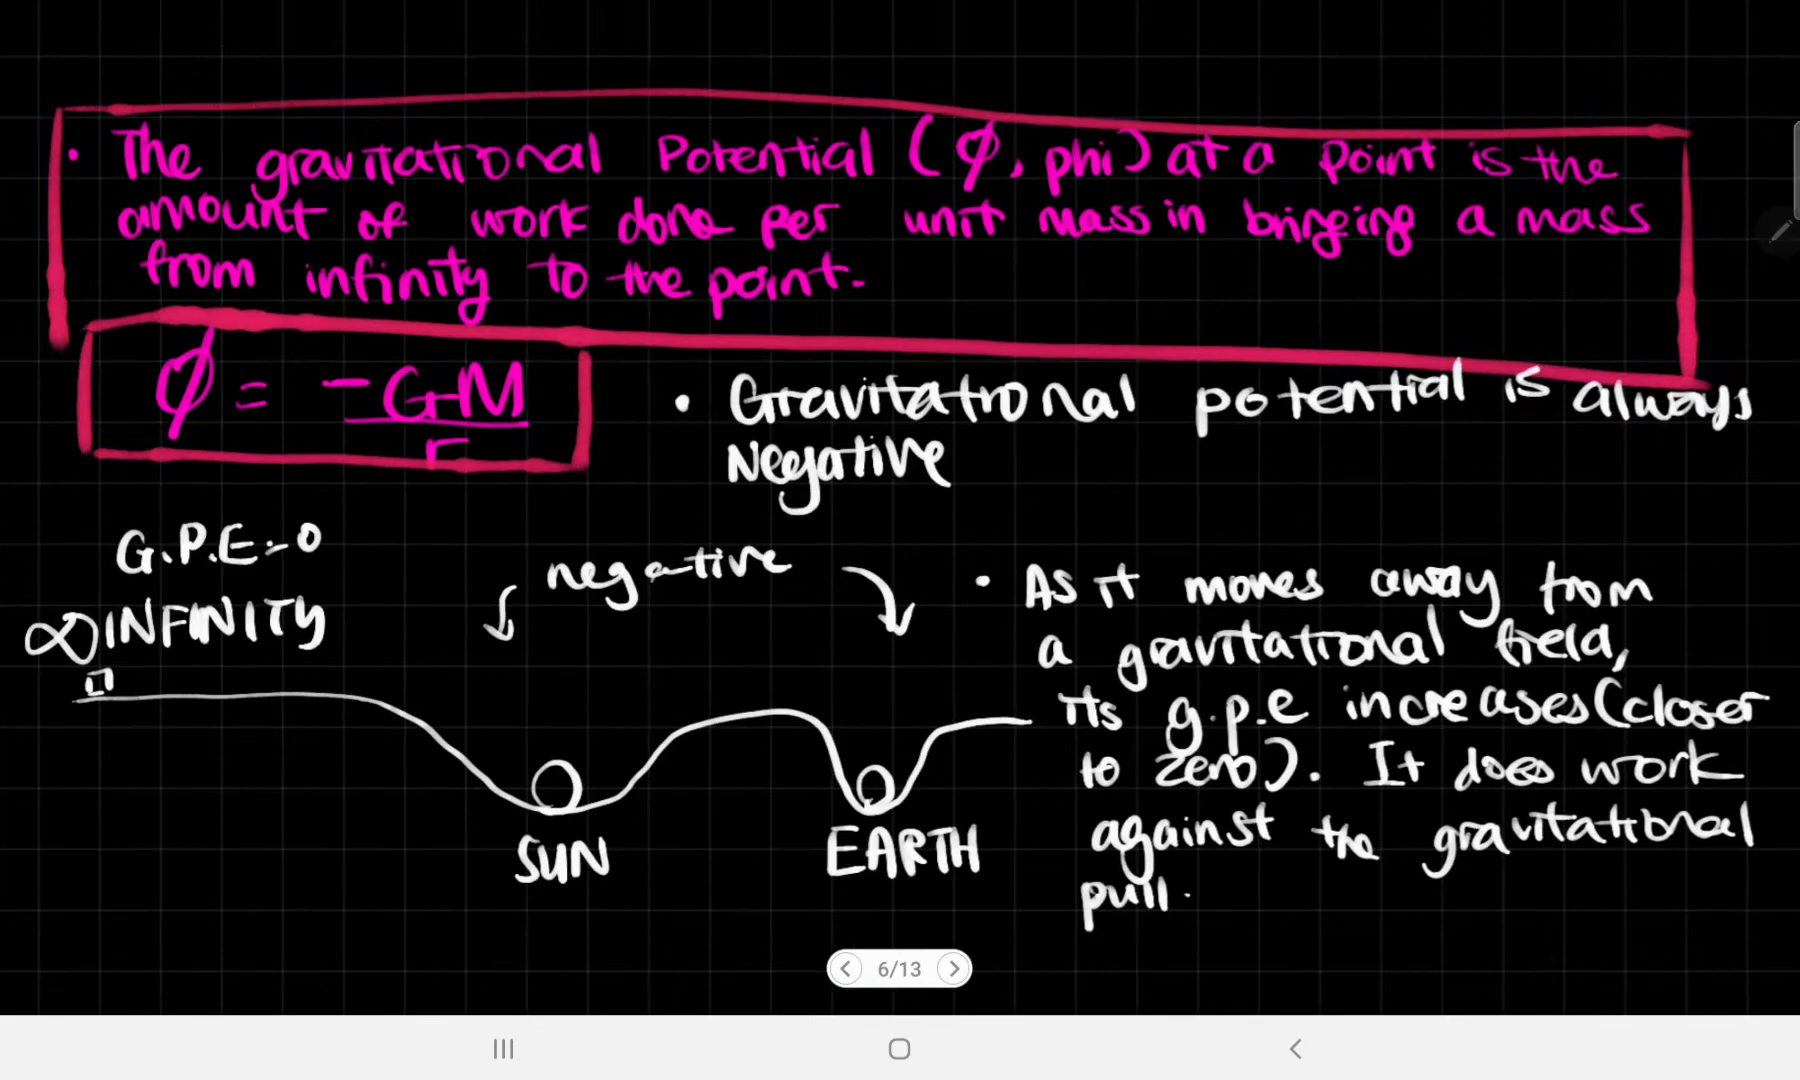 • The gravitational Potential (φ, phi) at a point is the
amount of work done per unit mass in bringing a mass
from infinity to the point.
φ = -GM/r
• Gravitational potential is always
Negative
G.P.E = 0
∞ INFINITY
negative
SUN
EARTH
• As it moves away from
a gravitational field,
its g.p.e increases (closer
to zero). It does work
against the gravitational
pull.
6/13